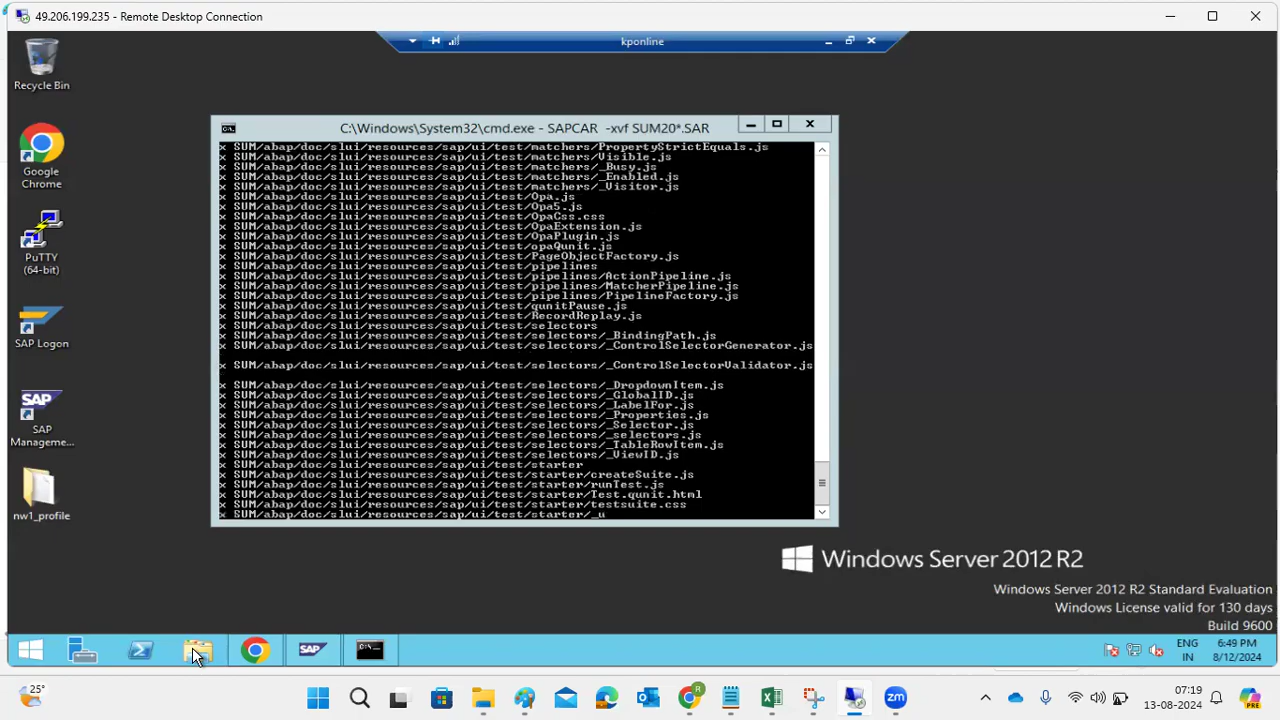 49.206.199.235 - Remote Desktop Connection
kponline
Recycle Bin
Google
Chrome
PuTTY
(64-bit)
SAP Logon
SAP
SAP
Manageme...
nw1_profile
C:\Windows\System32\cmd.exe - SAPCAR -xvf SUM20*.SAR
x SUM/abap/doc/slui/resources/sap/ui/test/matchers/PropertyStrictEquals.js
x SUM/abap/doc/slui/resources/sap/ui/test/matchers/Visible.js
x SUM/abap/doc/slui/resources/sap/ui/test/matchers/_Busy.js
x SUM/abap/doc/slui/resources/sap/ui/test/matchers/_Enabled.js
x SUM/abap/doc/slui/resources/sap/ui/test/matchers/_Visitor.js
x SUM/abap/doc/slui/resources/sap/ui/test/Opa.js
x SUM/abap/doc/slui/resources/sap/ui/test/Opa5.js
x SUM/abap/doc/slui/resources/sap/ui/test/OpaCss.css
x SUM/abap/doc/slui/resources/sap/ui/test/OpaExtension.js
x SUM/abap/doc/slui/resources/sap/ui/test/OpaPlugin.js
x SUM/abap/doc/slui/resources/sap/ui/test/opaQunit.js
x SUM/abap/doc/slui/resources/sap/ui/test/PageObjectFactory.js
x SUM/abap/doc/slui/resources/sap/ui/test/pipelines
x SUM/abap/doc/slui/resources/sap/ui/test/pipelines/ActionPipeline.js
x SUM/abap/doc/slui/resources/sap/ui/test/pipelines/MatcherPipeline.js
x SUM/abap/doc/slui/resources/sap/ui/test/pipelines/PipelineFactory.js
x SUM/abap/doc/slui/resources/sap/ui/test/qunitPause.js
x SUM/abap/doc/slui/resources/sap/ui/test/RecordReplay.js
x SUM/abap/doc/slui/resources/sap/ui/test/selectors
x SUM/abap/doc/slui/resources/sap/ui/test/selectors/_BindingPath.js
x SUM/abap/doc/slui/resources/sap/ui/test/selectors/_ControlSelectorGenerator.js
x SUM/abap/doc/slui/resources/sap/ui/test/selectors/_ControlSelectorValidator.js
x SUM/abap/doc/slui/resources/sap/ui/test/selectors/_DropdownItem.js
x SUM/abap/doc/slui/resources/sap/ui/test/selectors/_GlobalID.js
x SUM/abap/doc/slui/resources/sap/ui/test/selectors/_LabelFor.js
x SUM/abap/doc/slui/resources/sap/ui/test/selectors/_Properties.js
x SUM/abap/doc/slui/resources/sap/ui/test/selectors/_Selector.js
x SUM/abap/doc/slui/resources/sap/ui/test/selectors/_selectors.js
x SUM/abap/doc/slui/resources/sap/ui/test/selectors/_TableRowItem.js
x SUM/abap/doc/slui/resources/sap/ui/test/selectors/_ViewID.js
x SUM/abap/doc/slui/resources/sap/ui/test/starter
x SUM/abap/doc/slui/resources/sap/ui/test/starter/createSuite.js
x SUM/abap/doc/slui/resources/sap/ui/test/starter/runTest.js
x SUM/abap/doc/slui/resources/sap/ui/test/starter/Test.qunit.html
x SUM/abap/doc/slui/resources/sap/ui/test/starter/testsuite.css
x SUM/abap/doc/slui/resources/sap/ui/test/starter/_u
Windows Server 2012 R2
Windows Server 2012 R2 Standard Evaluation
Windows License valid for 130 days
Build 9600
SAP
ENG
IN
6:49 PM
8/12/2024
25°
R
zm
07:19
13-08-2024
PRE